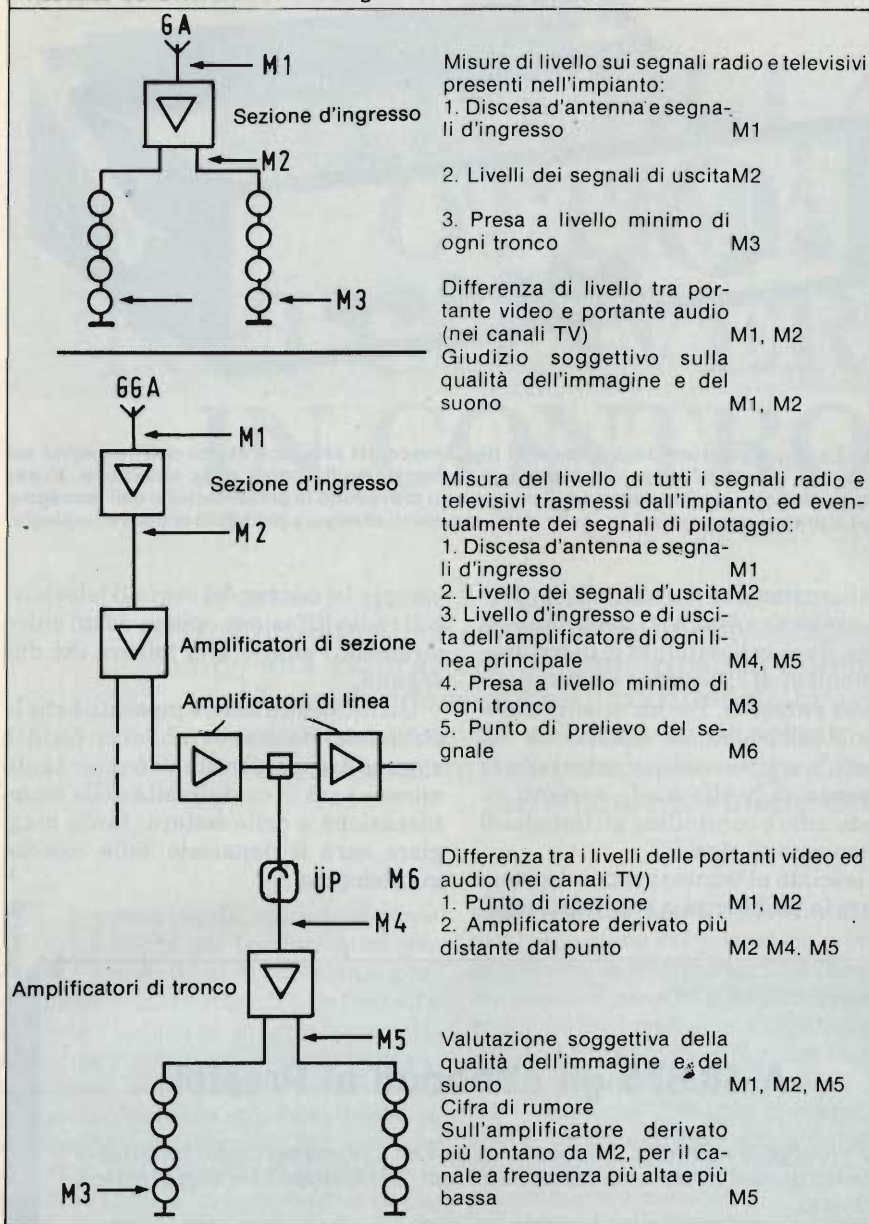 GA
M1
Sezione d'ingresso
M2
M3
Misure di livello sui segnali radio e televisivi
presenti nell'impianto:
1. Discesa d'antenna e segna-
li d'ingresso M1
2. Livelli dei segnali di uscitaM2
3. Presa a livello minimo di
ogni tronco M3
Differenza di livello tra por-
tante video e portante audio
(nei canali TV) M1, M2
Giudizio soggettivo sulla
qualità dell'immagine e del
suono M1, M2
GGA
M1
Sezione d'ingresso
M2
Amplificatori di sezione
Amplificatori di linea
ÜP M6
M4
Amplificatori di tronco
M5
M3
Misura del livello di tutti i segnali radio e
televisivi trasmessi dall'impianto ed even-
tualmente dei segnali di pilotaggio:
1. Discesa d'antenna e segna-
li d'ingresso M1
2. Livello dei segnali d'uscitaM2
3. Livello d'ingresso e di usci-
ta dell'amplificatore di ogni li-
nea principale M4, M5
4. Presa a livello minimo di
ogni tronco M3
5. Punto di prelievo del se-
gnale M6
Differenza tra i livelli delle portanti video ed
audio (nei canali TV)
1. Punto di ricezione M1, M2
2. Amplificatore derivato più
distante dal punto M2 M4. M5
Valutazione soggettiva della
qualità dell'immagine e del
suono M1, M2, M5
Cifra di rumore
Sull'amplificatore derivato
più lontano da M2, per il ca-
nale a frequenza più alta e più
bassa M5